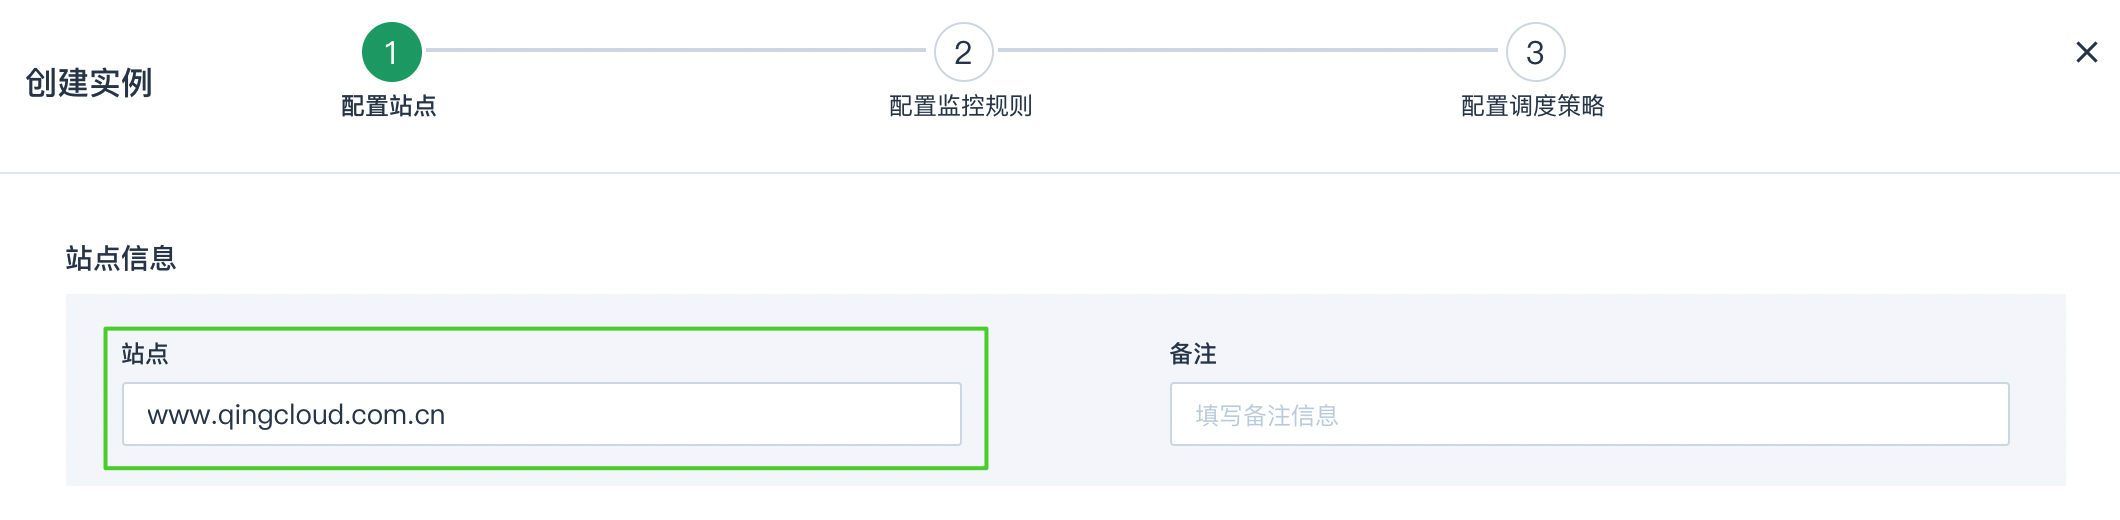 创建实例
1
2
3
配置站点
配置监控规则
配置调度策略
站点信息
站点
备注
www.qingcloud.com.cn
填写备注信息